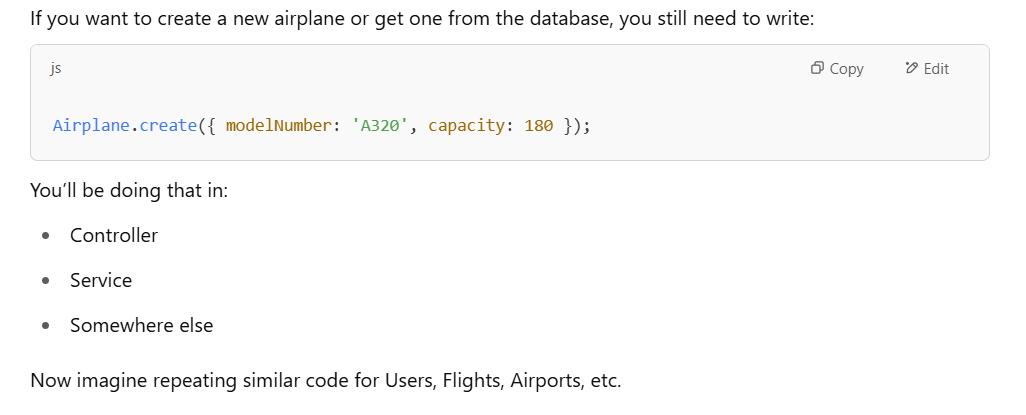 If you want to create a new airplane or get one from the database, you still need to write:
js
Copy
Edit
Airplane.create({ modelNumber: 'A320', capacity: 180 });
You’ll be doing that in:
Controller
Service
Somewhere else
Now imagine repeating similar code for Users, Flights, Airports, etc.